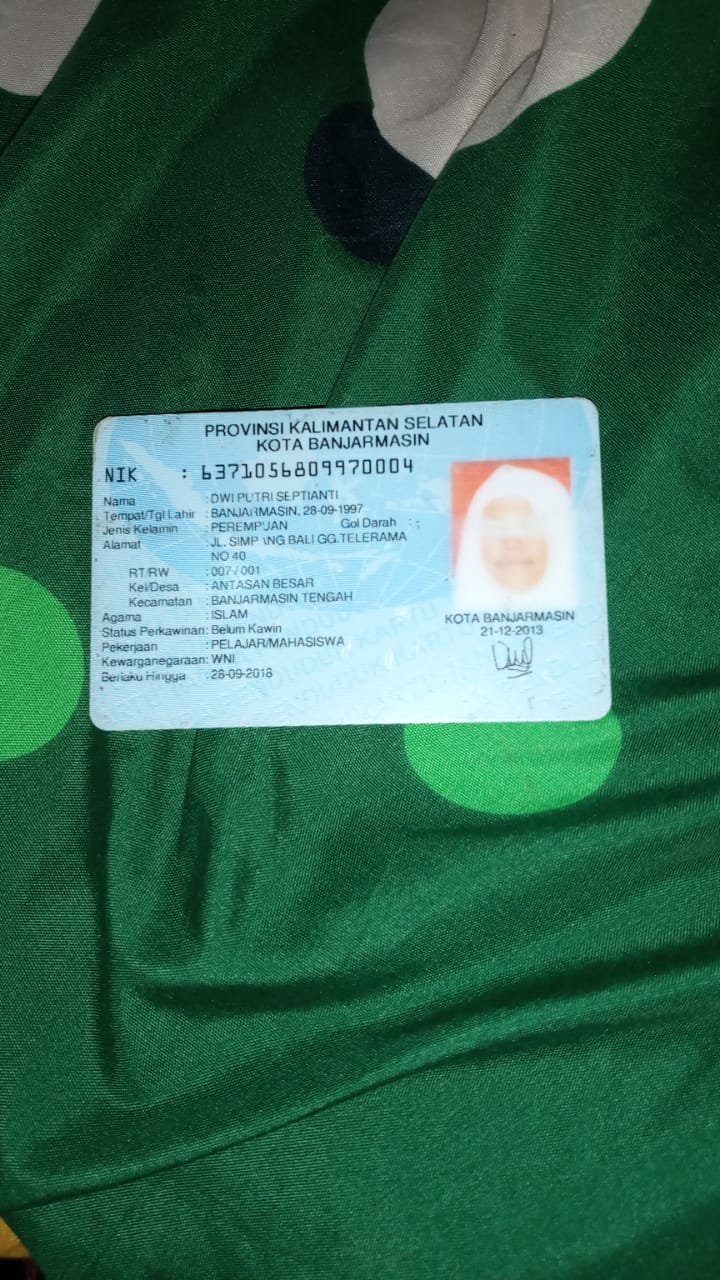 PROVINSI KALIMANTAN SELATAN
KOTA BANJARMASIN
NIK : 6371056809970004
Nama : DWI PUTRI SEPTIANTI
Tempat/Tgl Lahir : BANJARMASIN, 28-09-1997
Jenis Kelamin : PEREMPUAN Gol Darah : -
Alamat : JL. SIMPANG BALI GG.TELERAMA
NO 40
RT/RW : 007 / 001
Kel/Desa : ANTASAN BESAR
Kecamatan : BANJARMASIN TENGAH
Agama : ISLAM
Status Perkawinan: Belum Kawin
Pekerjaan : PELAJAR/MAHASISWA
Kewarganegaraan: WNI
Berlaku Hingga : 28-09-2018
KOTA BANJARMASIN
21-12-2013